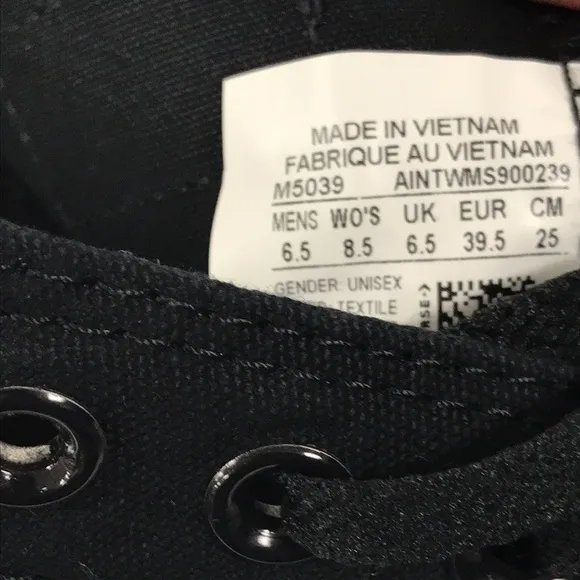 MADE IN VIETNAM
FABRIQUE AU VIETNAM
M5039 AINTWMS900239
MENS WO'S UK EUR CM
6.5 8.5 6.5 39.5 25
GENDER: UNISEX
TEXTILE